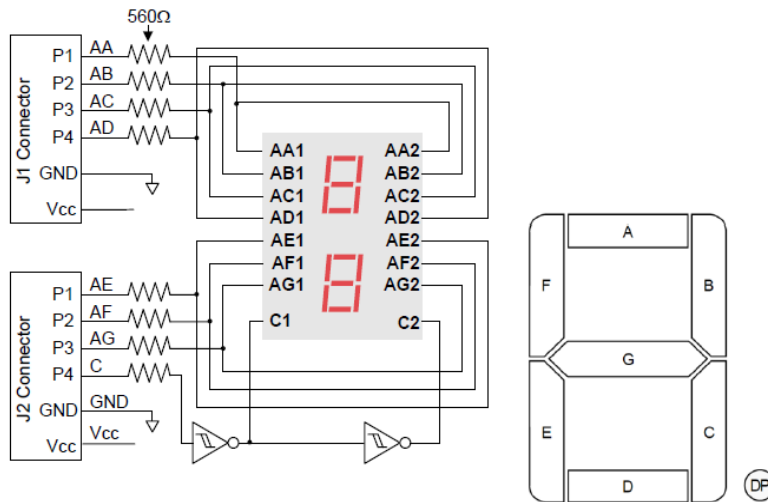 560Ω
J1 Connector
P1 AA
P2 AB
P3 AC
P4 AD
GND
Vcc
AA1 AA2
AB1 AB2
AC1 AC2
AD1 AD2
AE1 AE2
AF1 AF2
AG1 AG2
C1 C2
J2 Connector
P1 AE
P2 AF
P3 AG
P4 C
GND GND
Vcc Vcc
A
F B
G
E C
D
DP